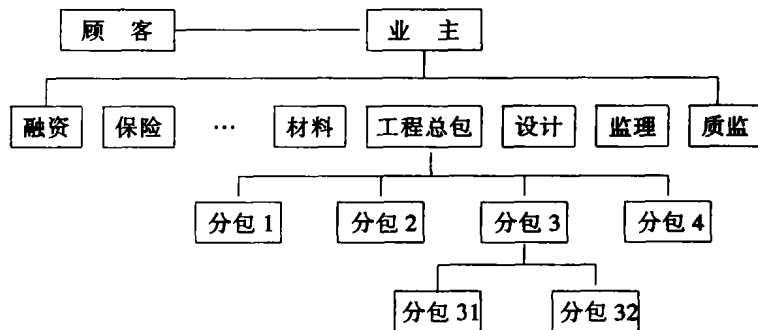 顾 客 业 主
融资 保险 … 材料 工程总包 设计 监理 质监
分包 1 分包 2 分包 3 分包 4
分包 31 分包 32